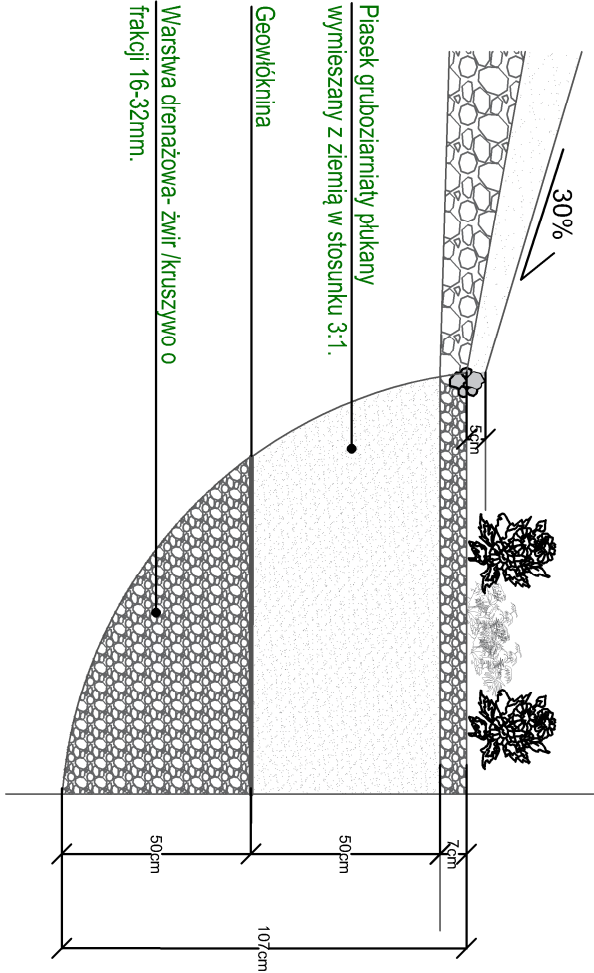 30%
5cm
Piasek gruboziarniaty płukany
wymieszany z ziemią w stosunku 3:1.
Geowłóknina
Warstwa drenażowa- żwir /kruszywo o
frakcji 16-32mm.
7cm
50cm
50cm
107cm